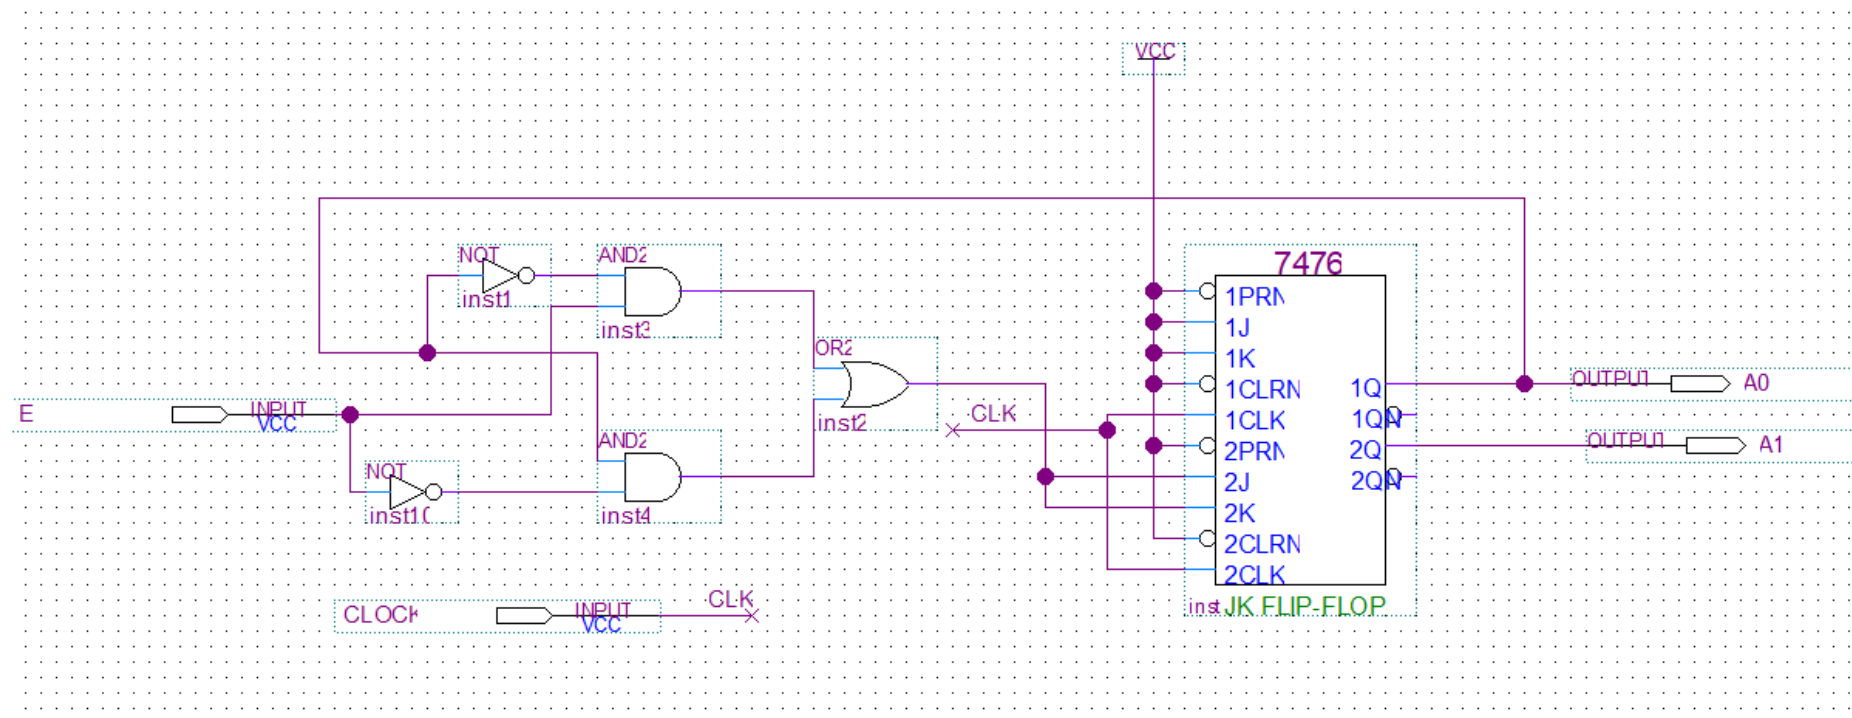 VCC
NOT
inst1
AND2
inst3
OR2
inst2
E
INPUT
VCC
NOT
inst10
AND2
inst4
CLOCK
INPUT
VCC
CLK
CLK
7476
1PRN
1J
1K
1CLRN
1CLK
2PRN
2J
2K
2CLRN
2CLK
1Q
1QN
2Q
2QN
inst
JK FLIP-FLOP
OUTPUT
A0
OUTPUT
A1